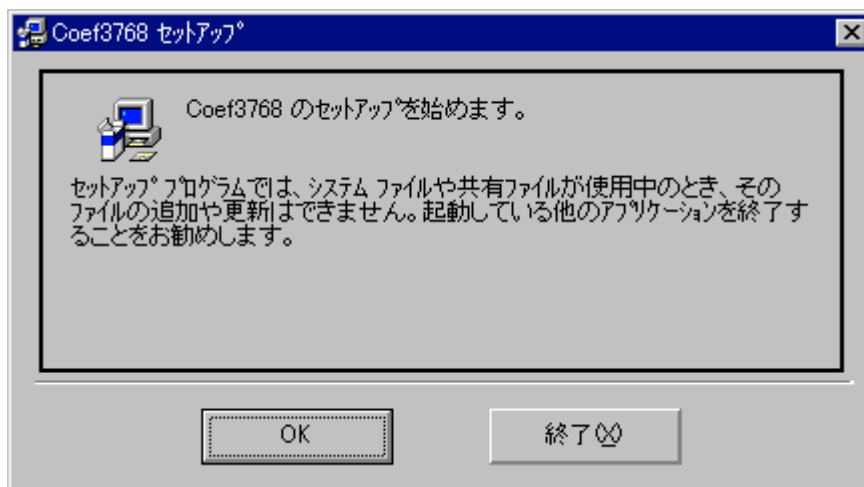 Coef3768 ｾｯﾄｱｯﾌﾟ
Coef3768 のｾｯﾄｱｯﾌﾟを始めます。
ｾｯﾄｱｯﾌﾟ ﾌﾟﾛｸﾞﾗﾑでは、ｼｽﾃﾑ ﾌｧｲﾙや共有ﾌｧｲﾙが使用中のとき、その
ﾌｧｲﾙの追加や更新はできません。起動している他のｱﾌﾟﾘｹｰｼｮﾝを終了す
ることをお勧めします。
OK
終了(X)